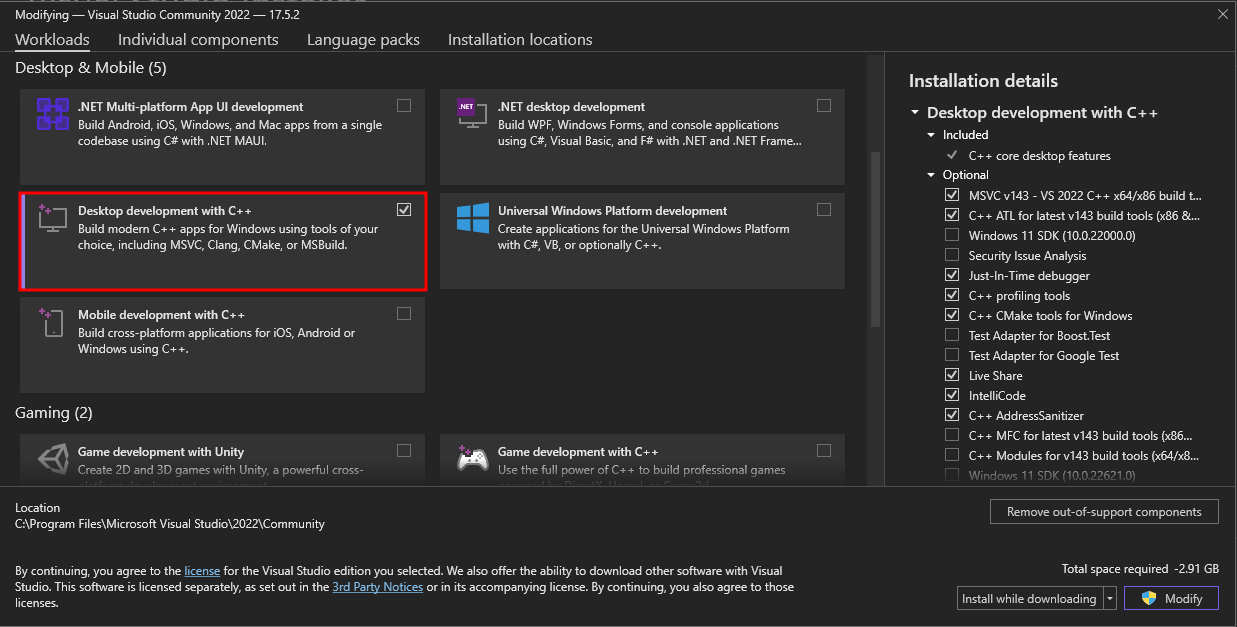 Modifying — Visual Studio Community 2022 — 17.5.2
Workloads
Individual components
Language packs
Installation locations
Desktop & Mobile (5)
.NET Multi-platform App UI development
Build Android, iOS, Windows, and Mac apps from a single
codebase using C# with .NET MAUI.
.NET
.NET desktop development
Build WPF, Windows Forms, and console applications
using C#, Visual Basic, and F# with .NET and .NET Frame...
Desktop development with C++
Build modern C++ apps for Windows using tools of your
choice, including MSVC, Clang, CMake, or MSBuild.
Universal Windows Platform development
Create applications for the Universal Windows Platform
with C#, VB, or optionally C++.
Mobile development with C++
Build cross-platform applications for iOS, Android or
Windows using C++.
Gaming (2)
Game development with Unity
Create 2D and 3D games with Unity, a powerful cross-
platform development environment.
Game development with C++
Use the full power of C++ to build professional games
powered by DirectX, Unreal, or Cocos2d.
Installation details
Desktop development with C++
Included
C++ core desktop features
Optional
MSVC v143 - VS 2022 C++ x64/x86 build t...
C++ ATL for latest v143 build tools (x86 &...
Windows 11 SDK (10.0.22000.0)
Security Issue Analysis
Just-In-Time debugger
C++ profiling tools
C++ CMake tools for Windows
Test Adapter for Boost.Test
Test Adapter for Google Test
Live Share
IntelliCode
C++ AddressSanitizer
C++ MFC for latest v143 build tools (x86...
C++ Modules for v143 build tools (x64/x8...
Windows 11 SDK (10.0.22621.0)
Location
C:\Program Files\Microsoft Visual Studio\2022\Community
Remove out-of-support components
By continuing, you agree to the license for the Visual Studio edition you selected. We also offer the ability to download other software with Visual
Studio. This software is licensed separately, as set out in the 3rd Party Notices or in its accompanying license. By continuing, you also agree to those
licenses.
Total space required -2.91 GB
Install while downloading
Modify